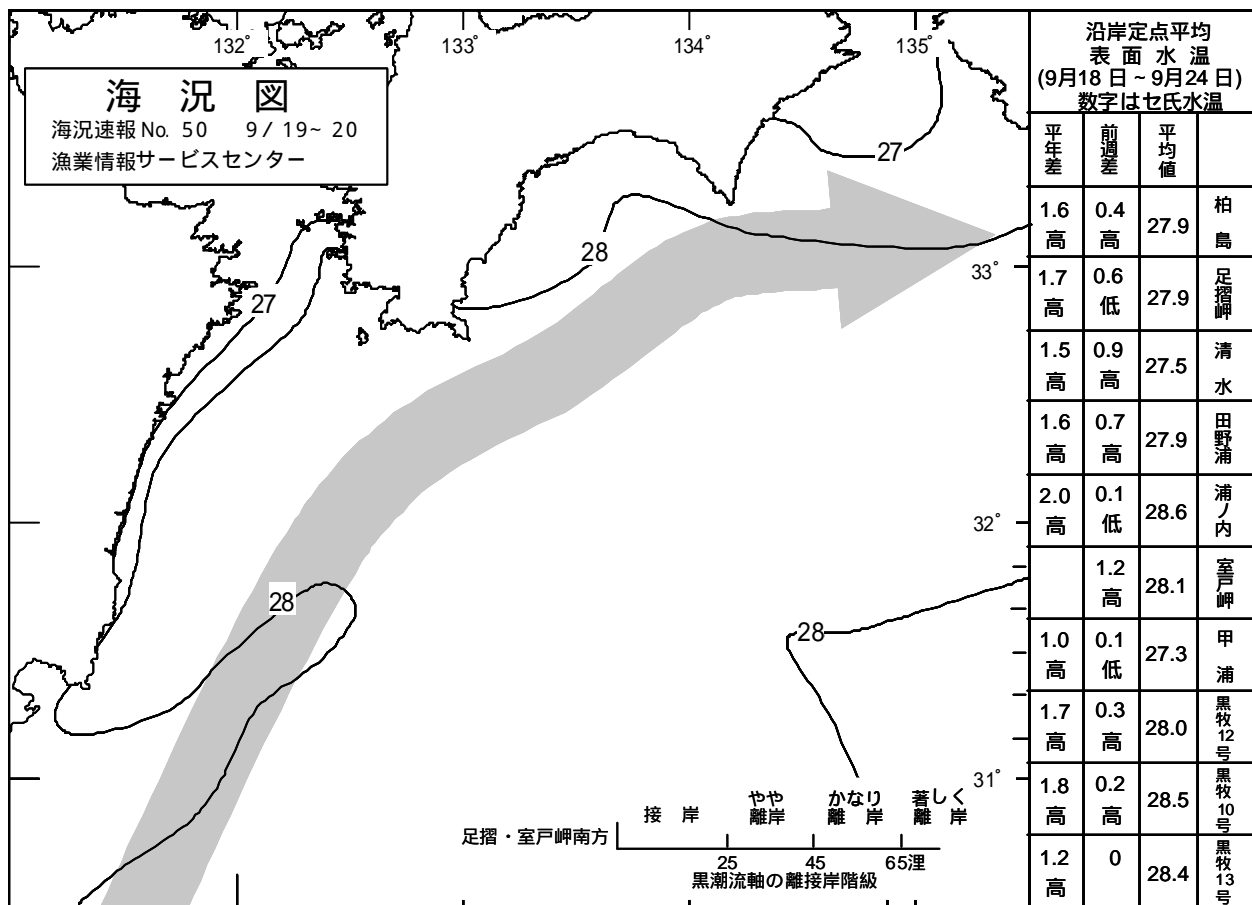 132°
133°
134°
135°
海 況 図
海況速報 No. 50 9/19~20
漁業情報サービスセンター
27
28
27
28
28
33°
32°
31°
足摺・室戸岬南方
接 岸
やや
離岸
かなり
離 岸
著しく
離 岸
25 45 65浬
黒潮流軸の離接岸階級
沿岸定点平均
表 面 水 温
(9月18日~9月24日)
数字はセ氏水温
平年差 前週差 平均値
1.6高 0.4高 27.9 柏島
1.7高 0.6低 27.9 足摺岬
1.5高 0.9高 27.5 清水
1.6高 0.7高 27.9 田野浦
2.0高 0.1低 28.6 浦ノ内
1.2高 28.1 室戸岬
1.0高 0.1低 27.3 甲浦
1.7高 0.3高 28.0 黒牧12号
1.8高 0.2高 28.5 黒牧10号
1.2高 0 28.4 黒牧13号